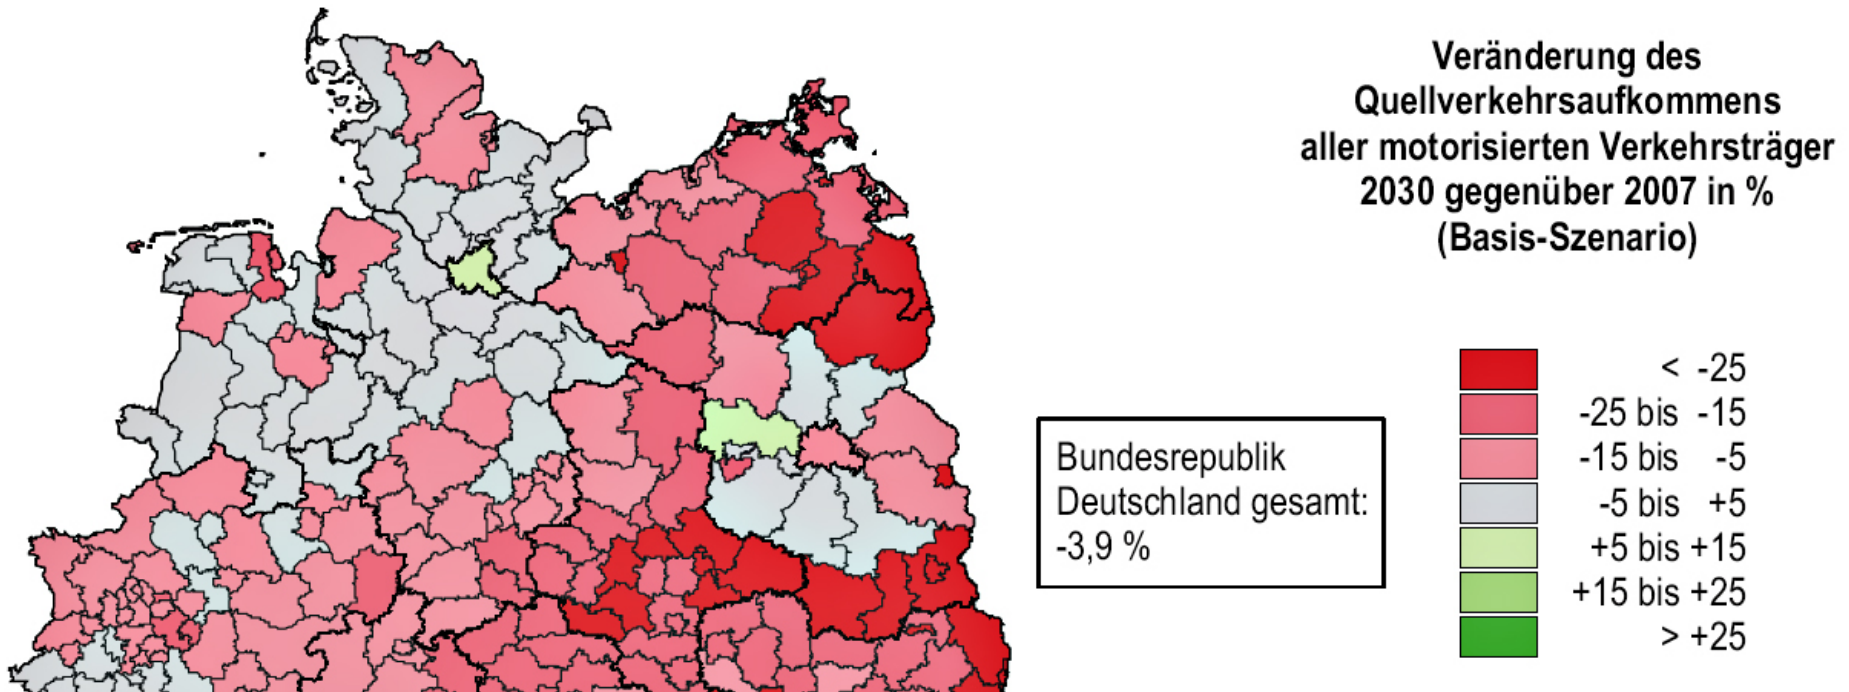 Veränderung des
Quellverkehrsaufkommens
aller motorisierten Verkehrsträger
2030 gegenüber 2007 in %
(Basis-Szenario)
< -25
-25 bis -15
-15 bis -5
-5 bis +5
+5 bis +15
+15 bis +25
> +25
Bundesrepublik
Deutschland gesamt:
-3,9 %